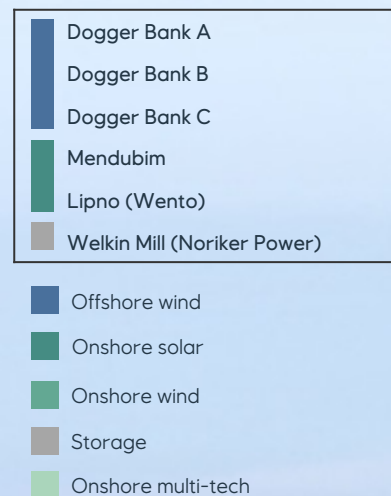 Dogger Bank A
Dogger Bank B
Dogger Bank C
Mendubim
Lipno (Wento)
Welkin Mill (Noriker Power)
Offshore wind
Onshore solar
Onshore wind
Storage
Onshore multi-tech